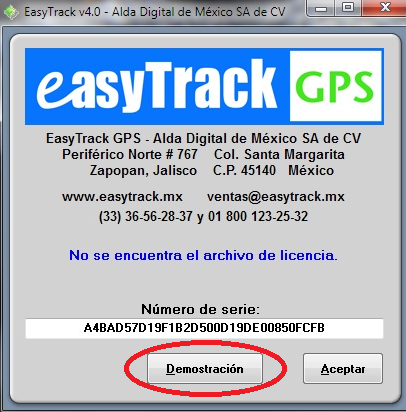 EasyTrack v4.0 - Alda Digital de México SA de CV
easyTrack GPS
EasyTrack GPS - Alda Digital de México SA de CV
Periférico Norte # 767 Col. Santa Margarita
Zapopan, Jalisco C.P. 45140 México
www.easytrack.mx ventas@easytrack.mx
(33) 36-56-28-37 y 01 800 123-25-32
No se encuentra el archivo de licencia.
Número de serie:
A4BAD57D19F1B2D500D19DE00850FCFB
Demostración Aceptar